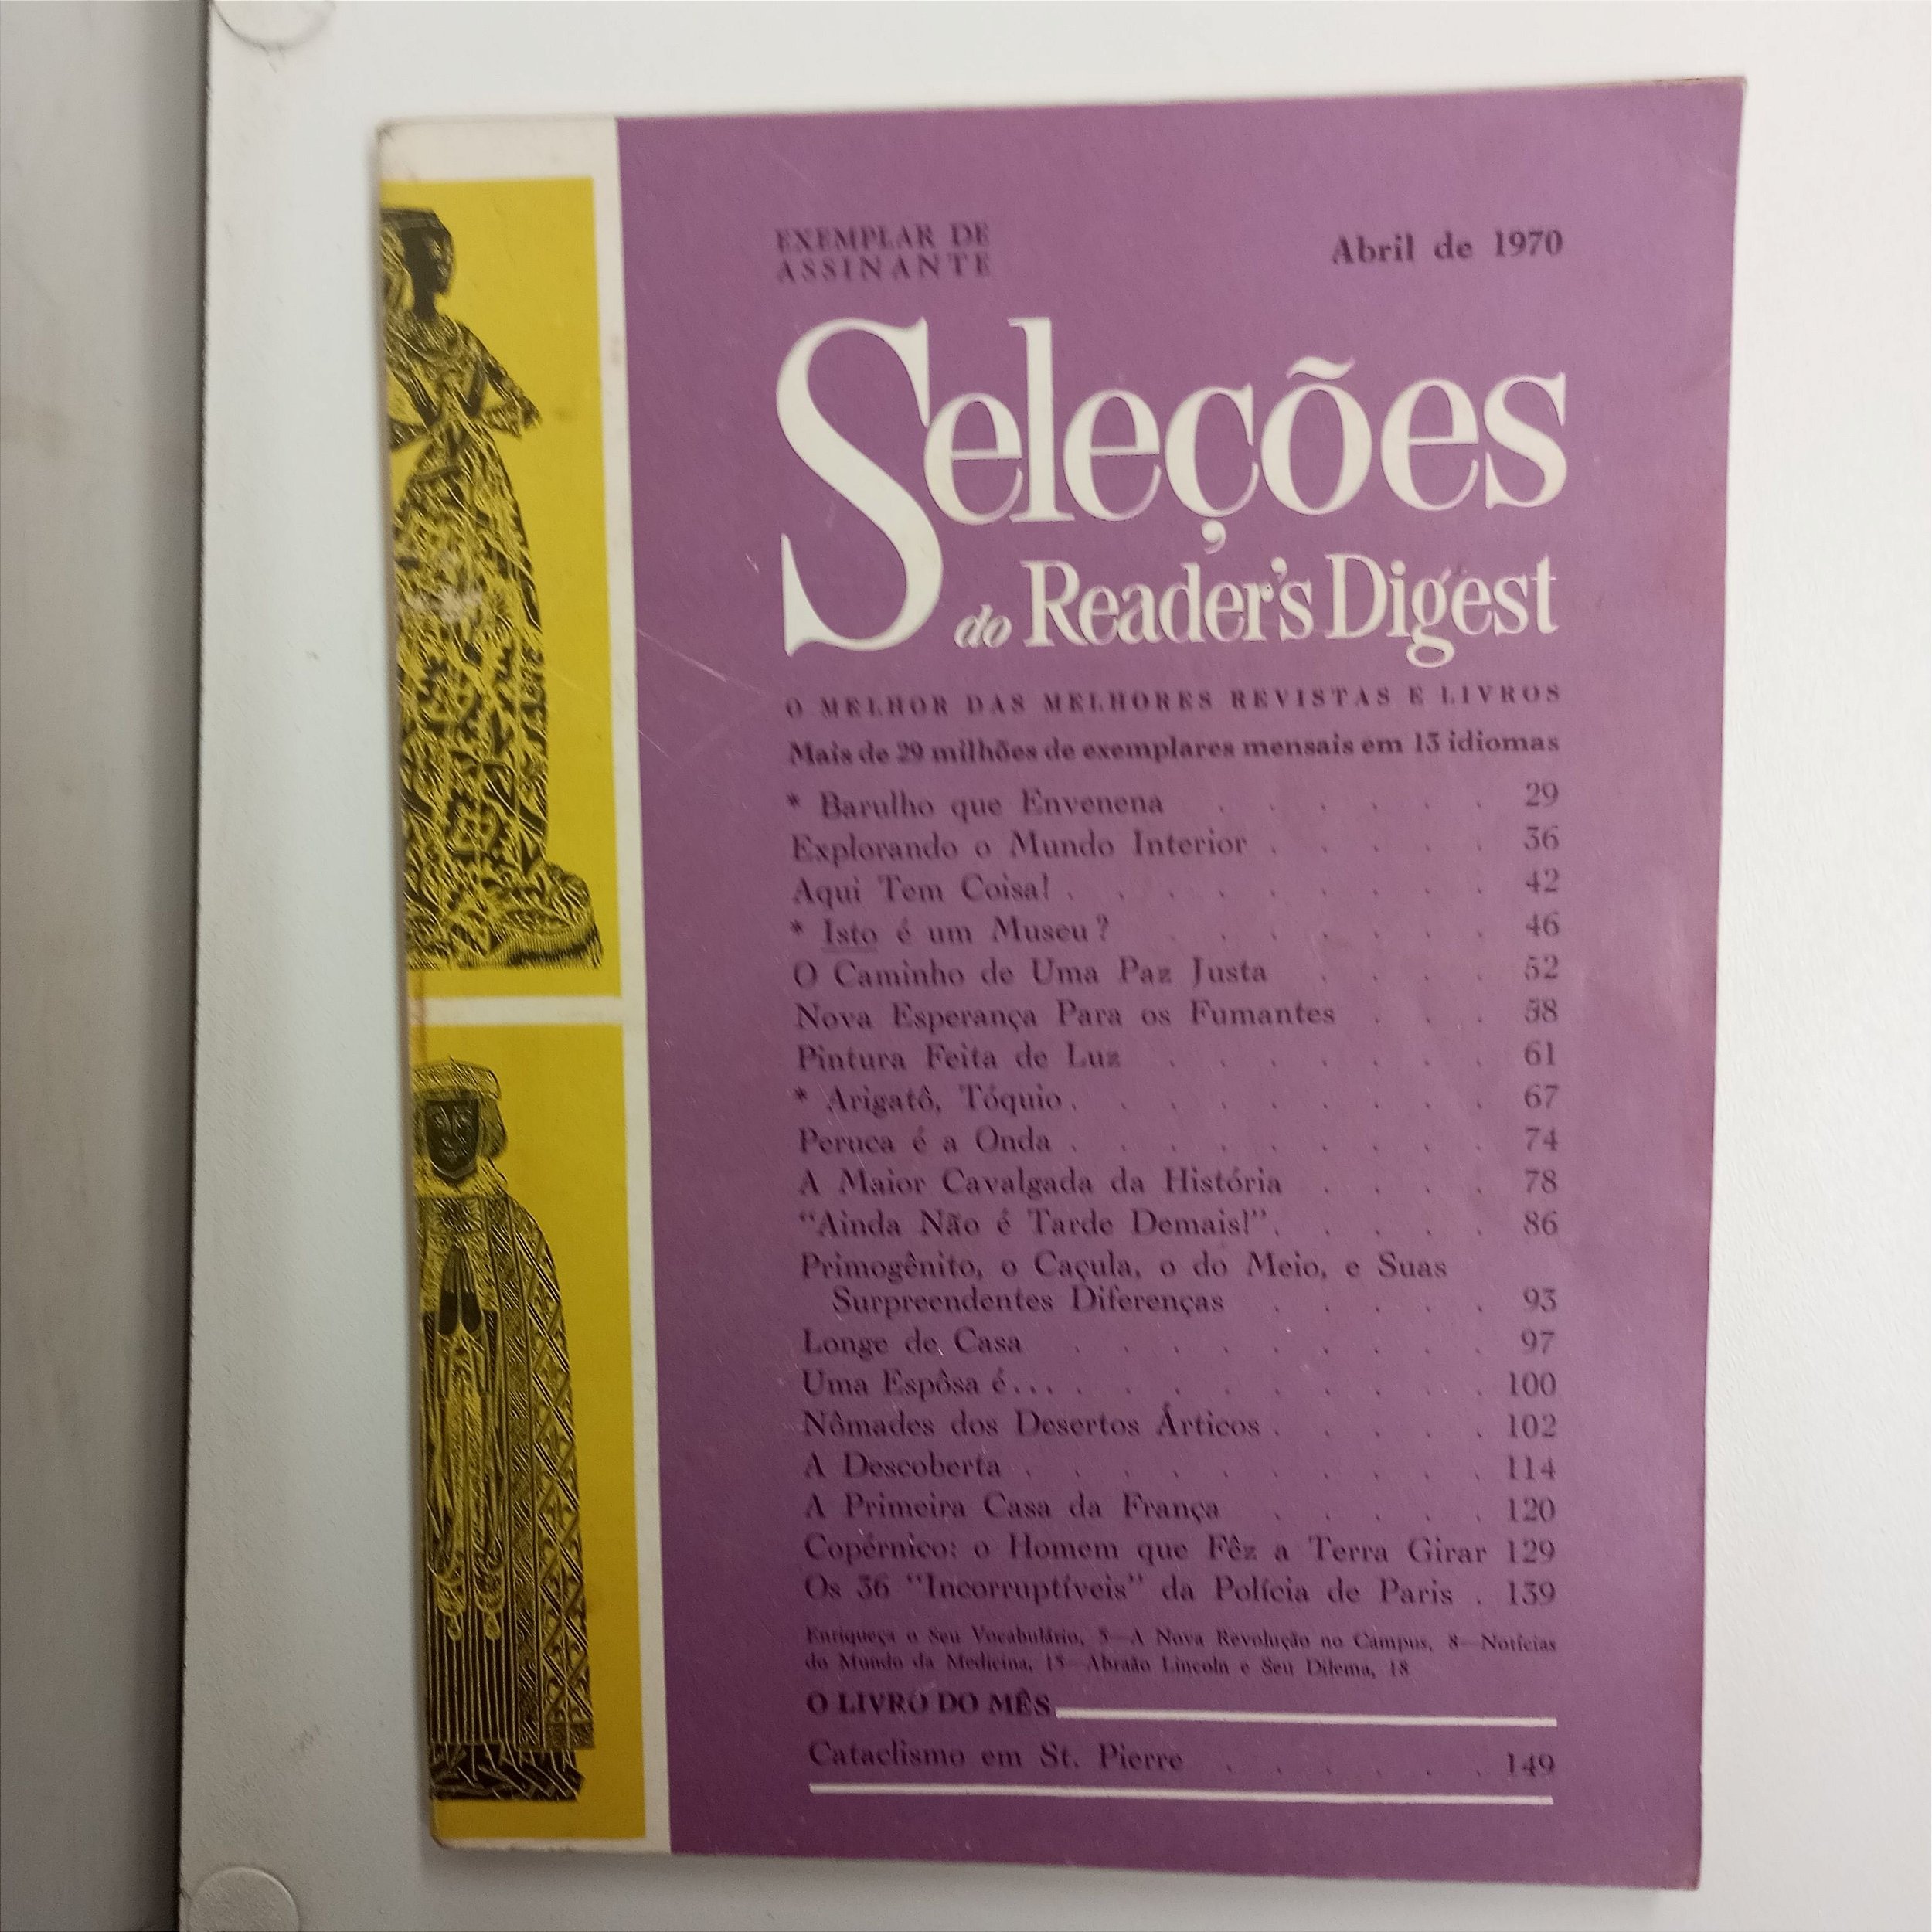 EXEMPLAR DE
ASSINANTE
Abril de 1970
Seleções
do Reader's Digest
O MELHOR DAS MELHORES REVISTAS E LIVROS
Mais de 29 milhões de exemplares mensais em 13 idiomas
* Barulho que Envenena . . . . . . 29
Explorando o Mundo Interior . . . . . 36
Aqui Tem Coisa! . . . . . . . . . 42
* Isto é um Museu? . . . . . . . 46
O Caminho de Uma Paz Justa . . . . 52
Nova Esperança Para os Fumantes . . . 58
Pintura Feita de Luz . . . . . . . 61
* Arigatô, Tóquio . . . . . . . . . 67
Peruca é a Onda . . . . . . . . . 74
A Maior Cavalgada da História . . . . 78
"Ainda Não é Tarde Demais!" . . . . . 86
Primogênito, o Caçula, o do Meio, e Suas
Surpreendentes Diferenças . . . . . 93
Longe de Casa . . . . . . . . . 97
Uma Espôsa é... . . . . . . . . . 100
Nômades dos Desertos Árticos . . . . . 102
A Descoberta . . . . . . . . . . 114
A Primeira Casa da França . . . . . 120
Copérnico: o Homem que Fêz a Terra Girar 129
Os 36 "Incorruptíveis" da Polícia de Paris . 139
Enriqueça o Seu Vocabulário, 5—A Nova Revolução no Campus, 8—Notícias
do Mundo da Medicina, 15—Abraão Lincoln e Seu Dilema, 18
O LIVRO DO MÊS
Cataclismo em St. Pierre . . . . . . 149